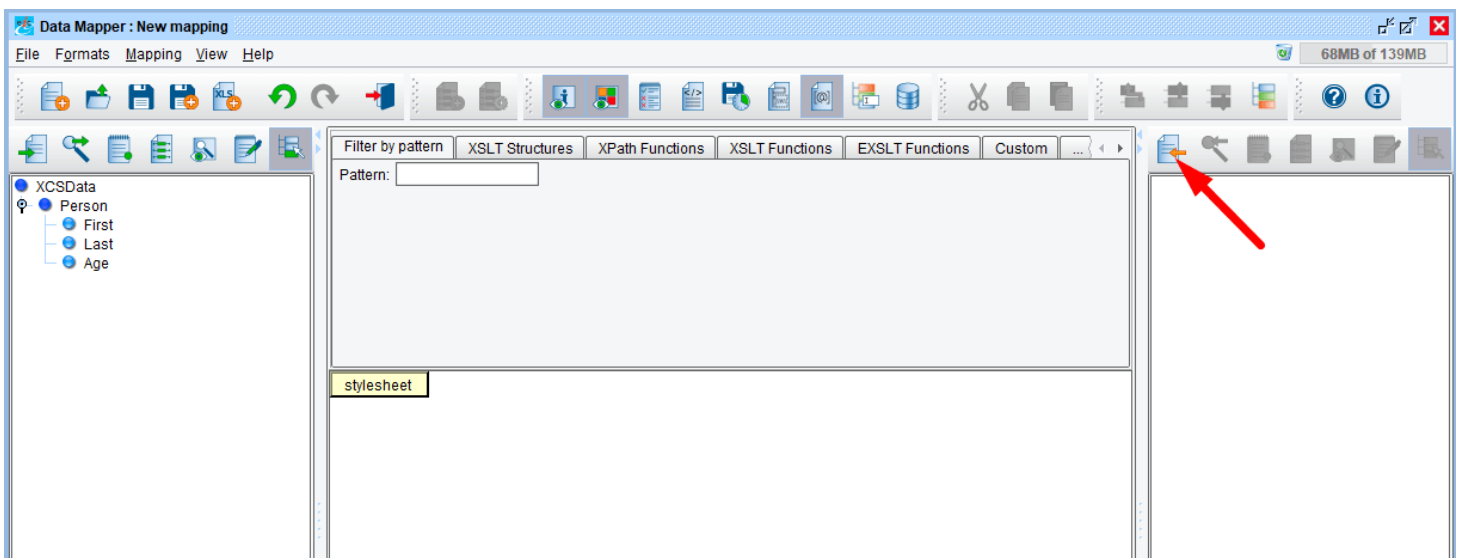 Data Mapper : New mapping
File Formats Mapping View Help
68MB of 139MB
XLS
Filter by pattern XSLT Structures XPath Functions XSLT Functions EXSLT Functions Custom ...
Pattern:
XCSData
Person
First
Last
Age
stylesheet